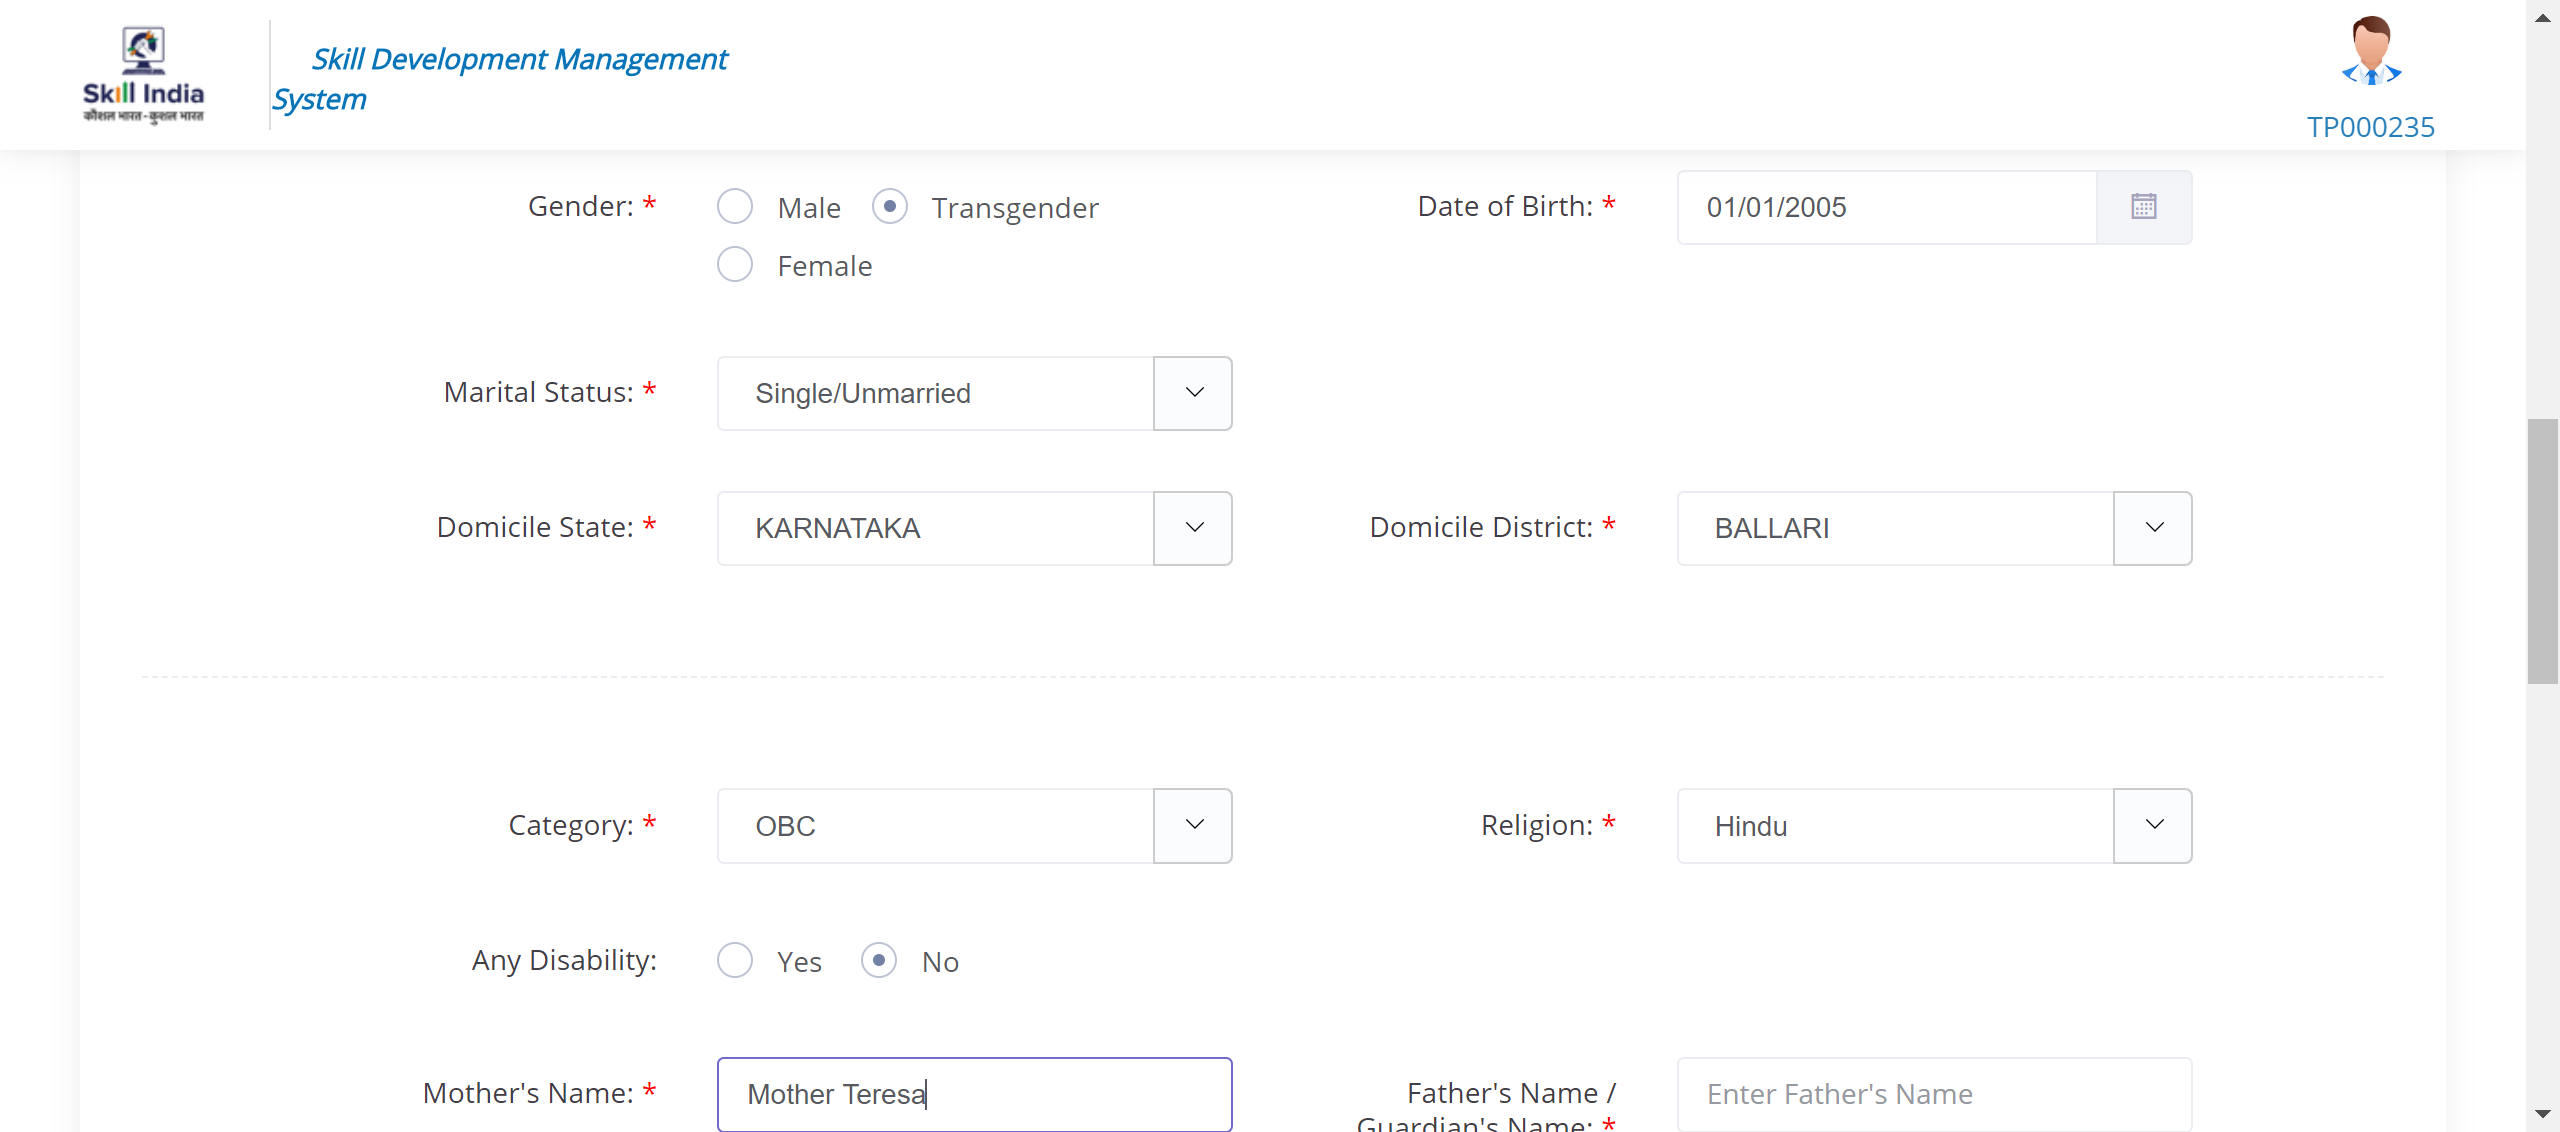 Skill India
कौशल भारत - कुशल भारत
Skill Development Management
System
TP000235
Gender: *
Male
Transgender
Female
Date of Birth: *
01/01/2005
Marital Status: *
Single/Unmarried
Domicile State: *
KARNATAKA
Domicile District: *
BALLARI
Category: *
OBC
Religion: *
Hindu
Any Disability:
Yes
No
Mother's Name: *
Mother Teresa
Father's Name /
Guardian's Name: *
Enter Father's Name